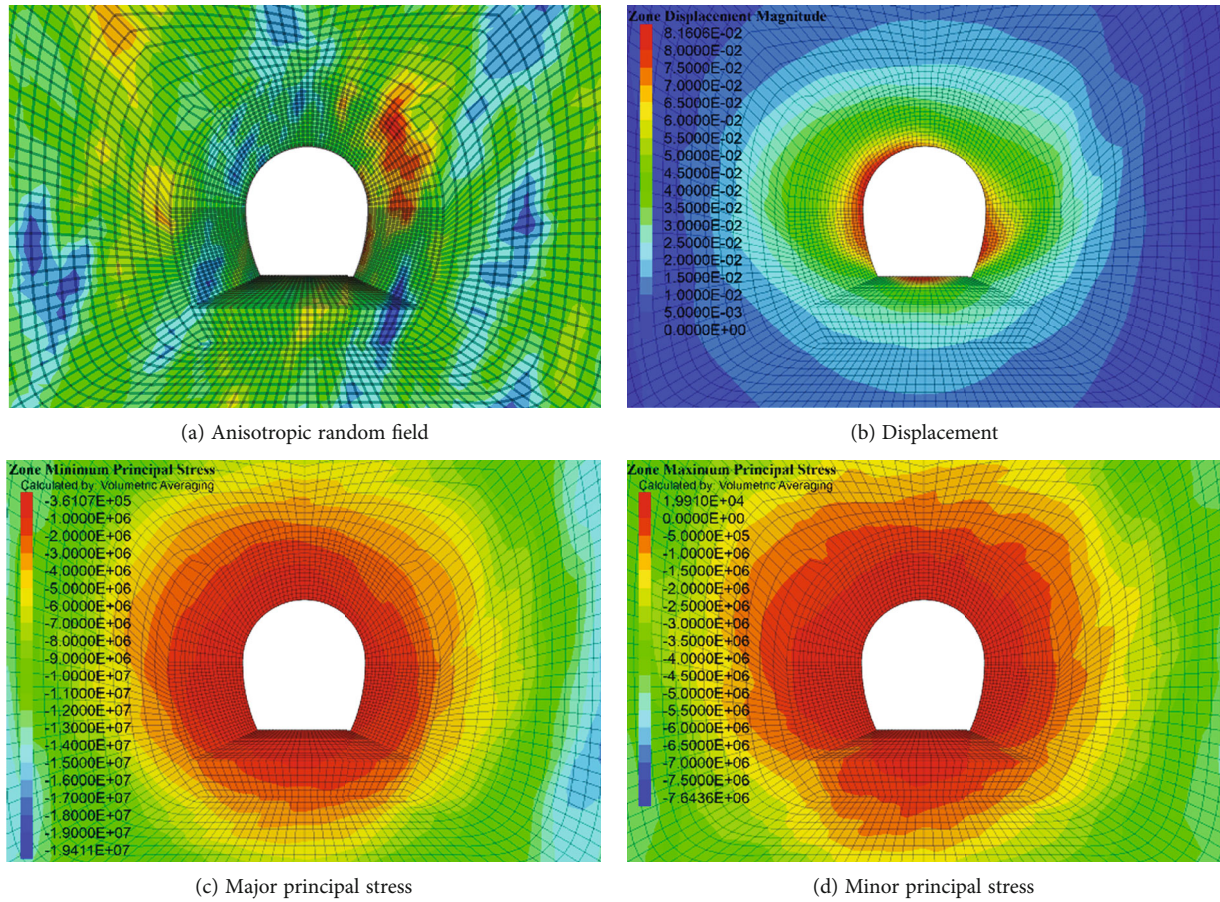 (a) Anisotropic random field
Zone Displacement Magnitude
8.1606E-02
8.0000E-02
7.5000E-02
7.0000E-02
6.5000E-02
6.0000E-02
5.5000E-02
5.0000E-02
4.5000E-02
4.0000E-02
3.5000E-02
3.0000E-02
2.5000E-02
2.0000E-02
1.5000E-02
1.0000E-02
5.0000E-03
0.0000E+00
(b) Displacement
Zone Minimum Principal Stress
Calculated by: Volumetric Averaging
-3.6107E+05
-1.0000E+06
-2.0000E+06
-3.0000E+06
-4.0000E+06
-5.0000E+06
-6.0000E+06
-7.0000E+06
-8.0000E+06
-9.0000E+06
-1.0000E+07
-1.1000E+07
-1.2000E+07
-1.3000E+07
-1.4000E+07
-1.5000E+07
-1.6000E+07
-1.7000E+07
-1.8000E+07
-1.9000E+07
-1.9411E+07
(c) Major principal stress
Zone Maximum Principal Stress
Calculated by: Volumetric Averaging
1.9910E+04
0.0000E+00
-5.0000E+05
-1.0000E+06
-1.5000E+06
-2.0000E+06
-2.5000E+06
-3.0000E+06
-3.5000E+06
-4.0000E+06
-4.5000E+06
-5.0000E+06
-5.5000E+06
-6.0000E+06
-6.5000E+06
-7.0000E+06
-7.5000E+06
-7.6436E+06
(d) Minor principal stress